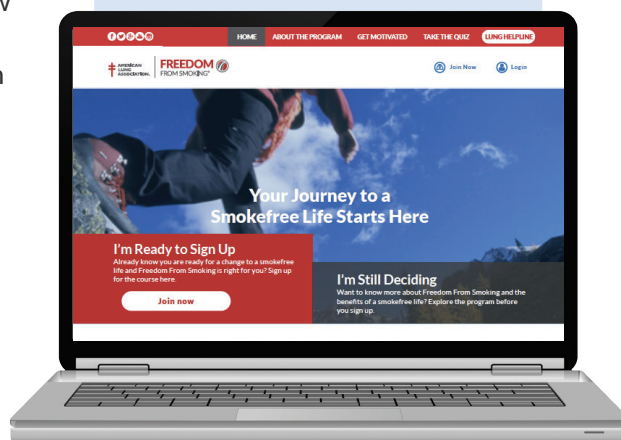 HOME ABOUT THE PROGRAM GET MOTIVATED TAKE THE QUIZ LUNG HELPLINE
AMERICAN
LUNG
ASSOCIATION.
FREEDOM
FROM SMOKING®
Join Now Login
Your Journey to a
Smokefree Life Starts Here
I'm Ready to Sign Up
Already know you are ready for a change to a smokefree
life and Freedom From Smoking is right for you? Sign up
for the course here.
Join now
I'm Still Deciding
Want to know more about Freedom From Smoking and the
benefits of a smokefree life? Explore the program before
you sign up.